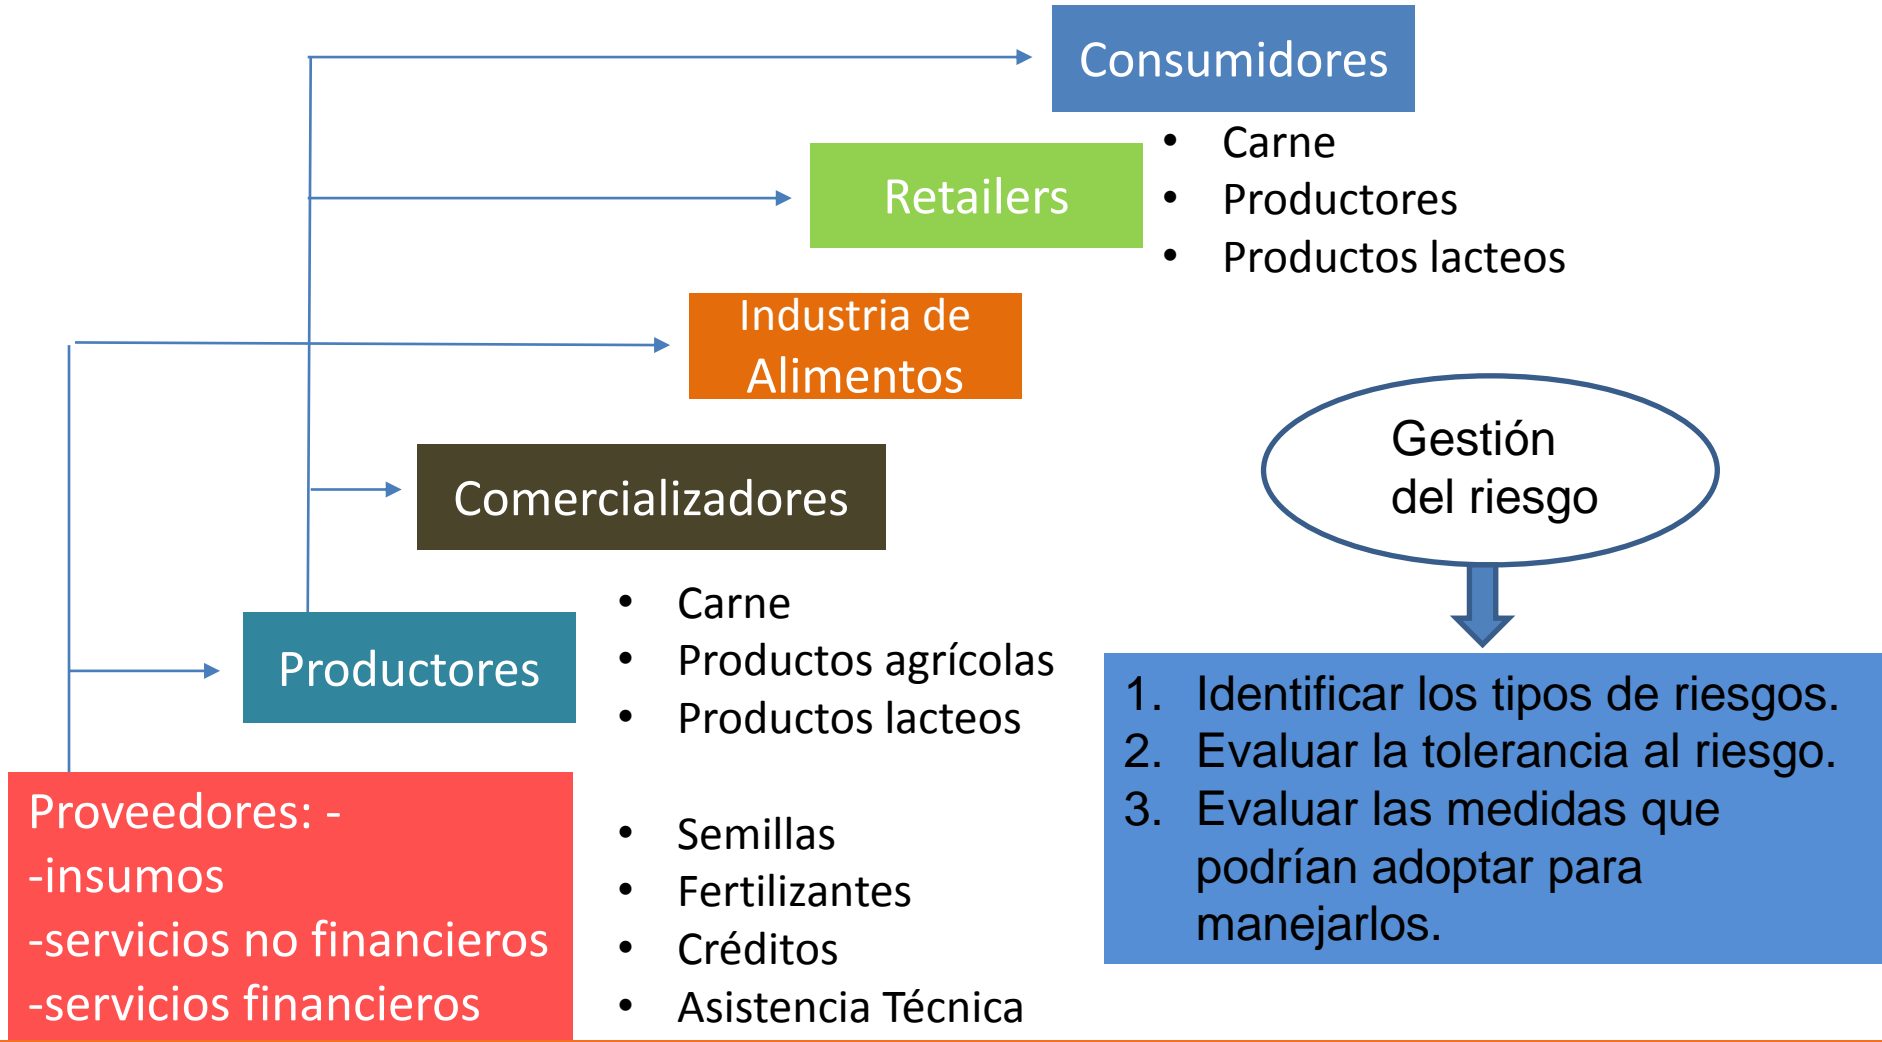 Consumidores
• Carne
• Productores
• Productos lacteos
Retailers
Industria de
Alimentos
Comercializadores
Productores
• Carne
• Productos agrícolas
• Productos lacteos
Proveedores: -
-insumos
-servicios no financieros
-servicios financieros
• Semillas
• Fertilizantes
• Créditos
• Asistencia Técnica
Gestión
del riesgo
1. Identificar los tipos de riesgos.
2. Evaluar la tolerancia al riesgo.
3. Evaluar las medidas que
podrían adoptar para
manejarlos.